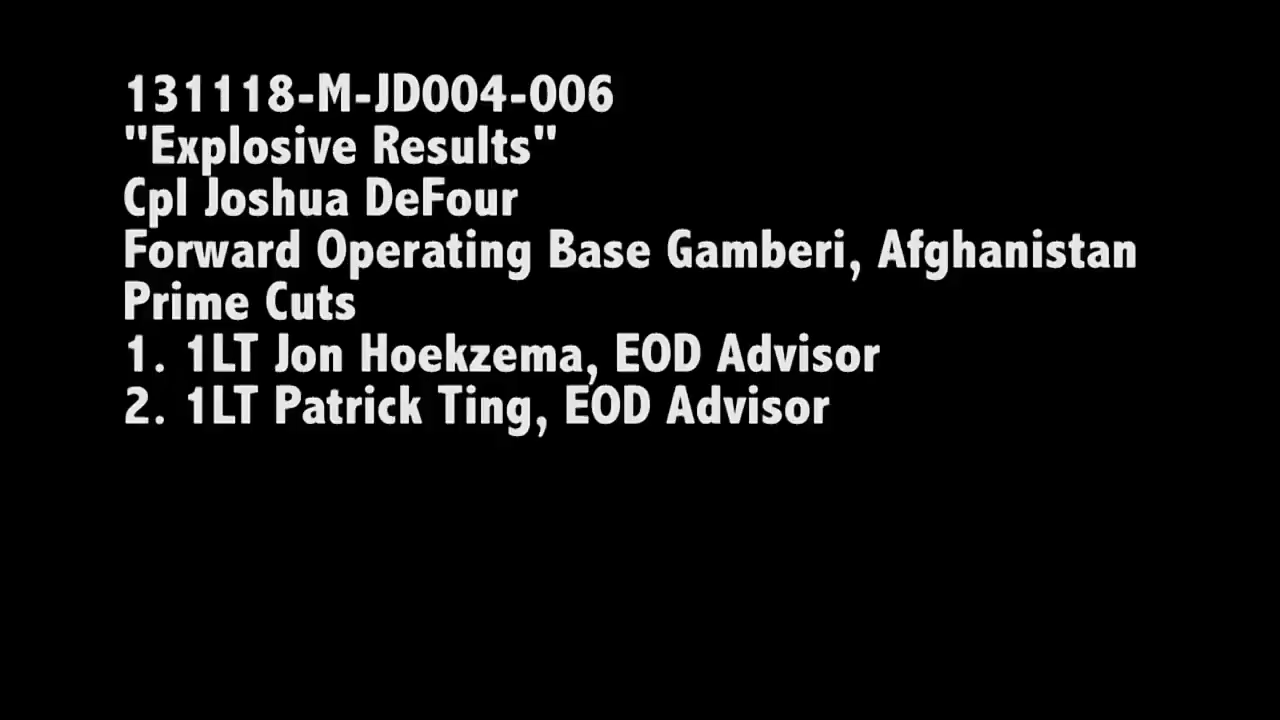 131118-M-JD004-006
"Explosive Results"
Cpl Joshua DeFour
Forward Operating Base Gamberi, Afghanistan
Prime Cuts
1. 1LT Jon Hoekzema, EOD Advisor
2. 1LT Patrick Ting, EOD Advisor